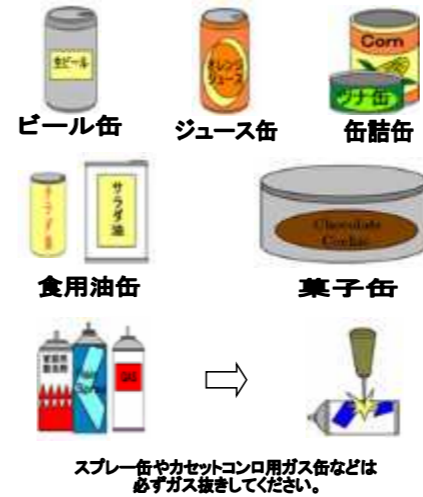 生ビール
オレンジ
ジュース
Corn
ツナ缶
ビール缶
ジュース缶
缶詰缶
サラダ油
サラダ油
Chocolate
Cookie
食用油缶
菓子缶
Hair
Spray
スプレー缶やカセットコンロ用ガス缶などは
必ずガス抜きしてください。